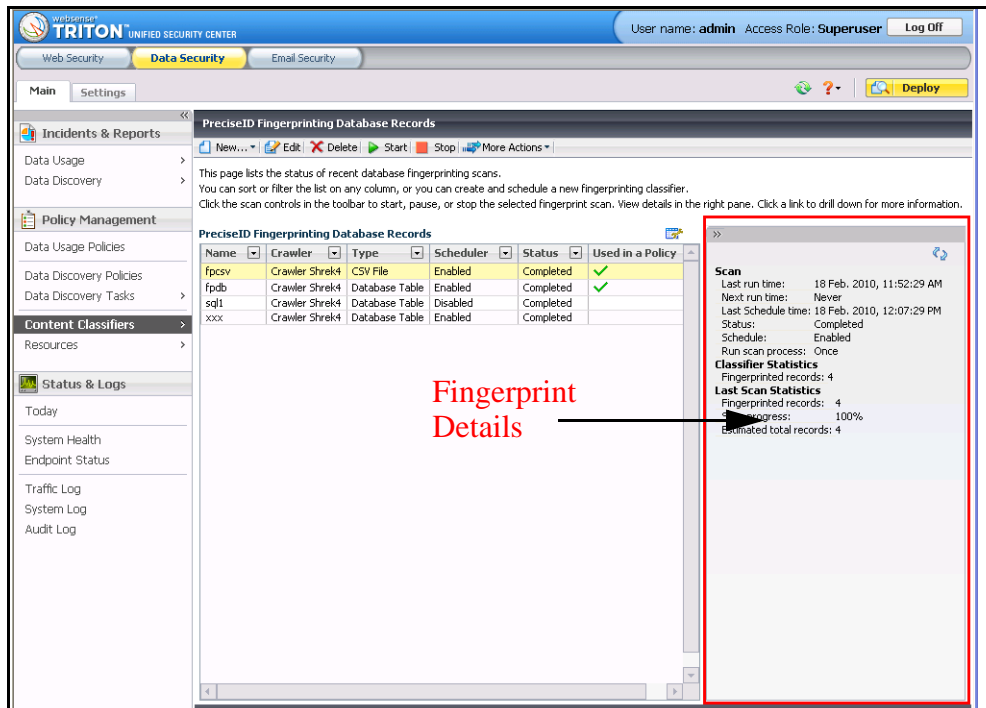 websense®
TRITON™ UNIFIED SECURITY CENTER
User name: admin Access Role: Superuser Log Off
Web Security Data Security Email Security
Main Settings
? Deploy
Incidents & Reports
Data Usage
Data Discovery
Policy Management
Data Usage Policies
Data Discovery Policies
Data Discovery Tasks
Content Classifiers
Resources
Status & Logs
Today
System Health
Endpoint Status
Traffic Log
System Log
Audit Log
PreciseID Fingerprinting Database Records
New... Edit Delete Start Stop More Actions
This page lists the status of recent database fingerprinting scans.
You can sort or filter the list on any column, or you can create and schedule a new fingerprinting classifier.
Click the scan controls in the toolbar to start, pause, or stop the selected fingerprint scan. View details in the right pane. Click a link to drill down for more information.
PreciseID Fingerprinting Database Records
Name Crawler Type Scheduler Status Used in a Policy
fpcsv Crawler Shrek4 CSV File Enabled Completed
fpdb Crawler Shrek4 Database Table Enabled Completed
sql1 Crawler Shrek4 Database Table Disabled Completed
xxx Crawler Shrek4 Database Table Enabled Completed
Fingerprint
Details
Scan
Last run time: 18 Feb. 2010, 11:52:29 AM
Next run time: Never
Last Schedule time: 18 Feb. 2010, 12:07:29 PM
Status: Completed
Schedule: Enabled
Run scan process: Once
Classifier Statistics
Fingerprinted records: 4
Last Scan Statistics
Fingerprinted records: 4
progress: 100%
Estimated total records: 4